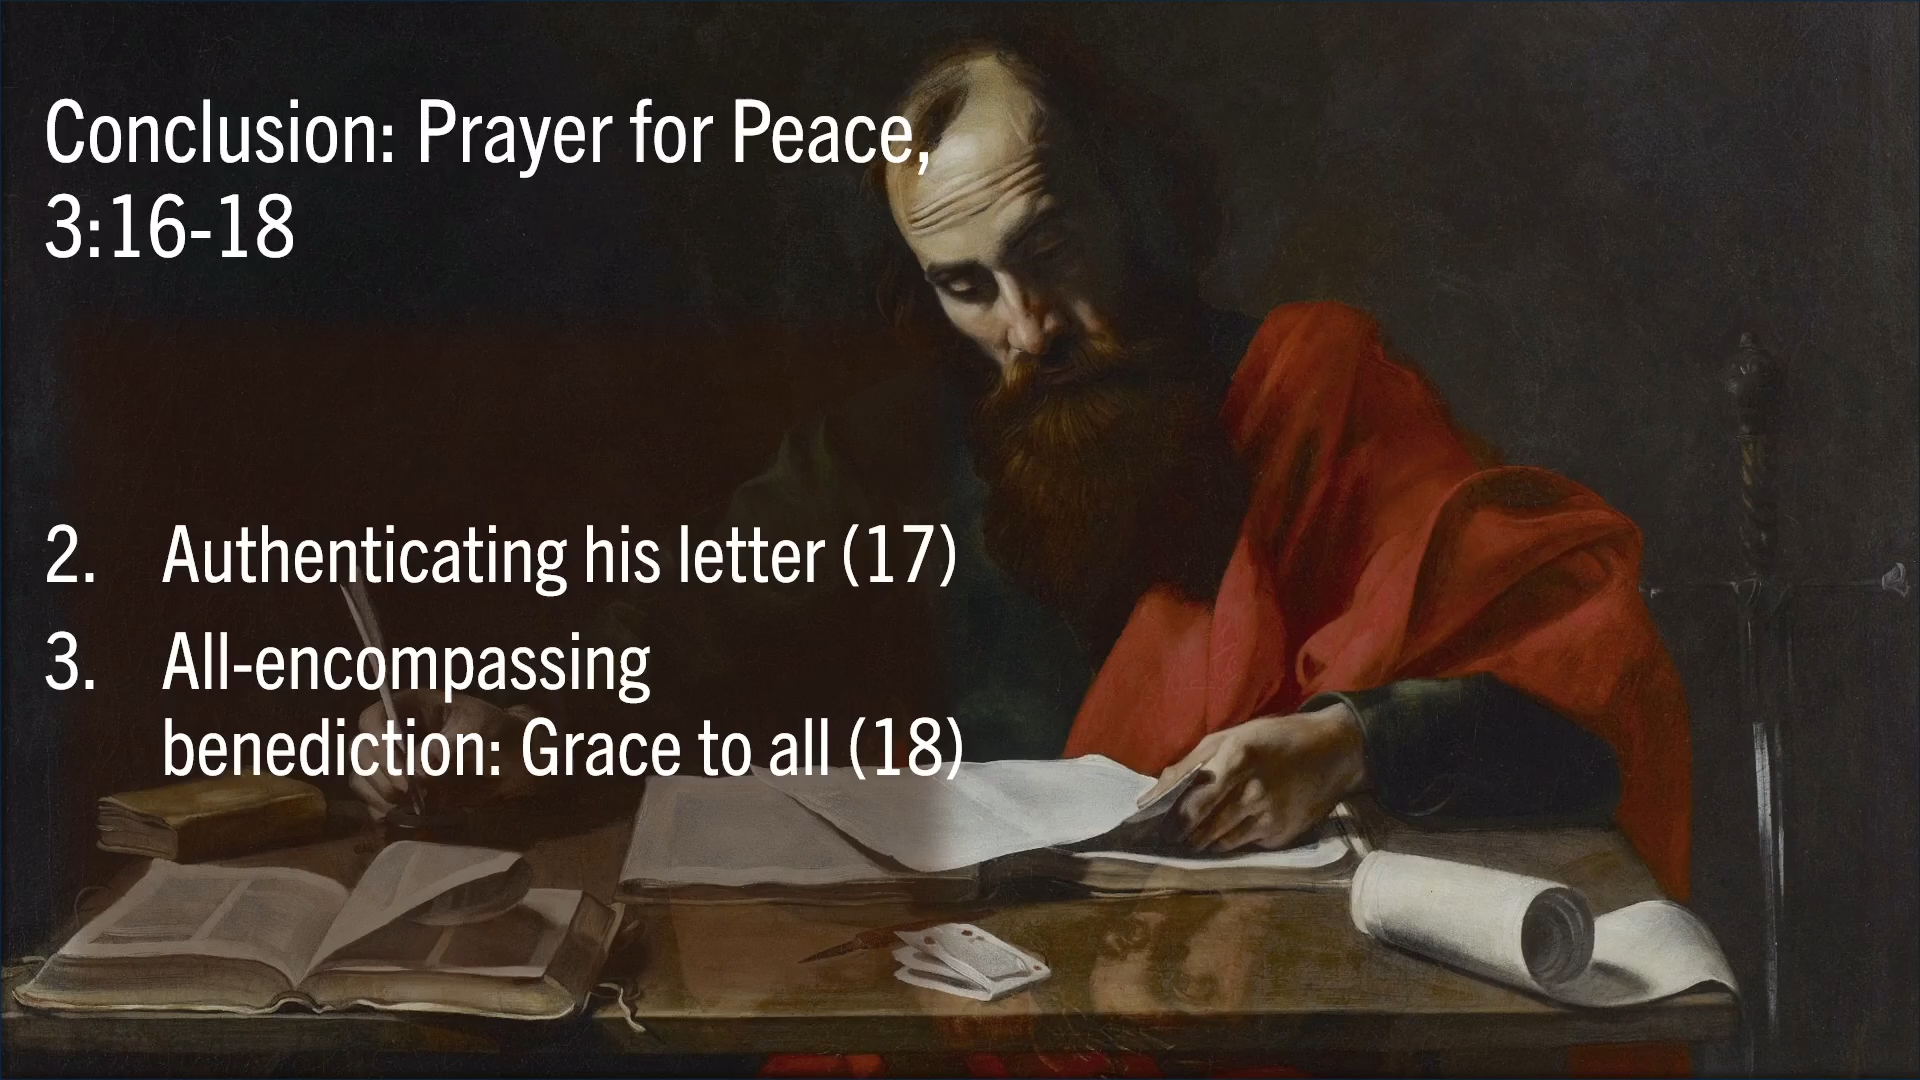 Conclusion: Prayer for Peace,
3:16-18
2. Authenticating his letter (17)
3. All-encompassing
benediction: Grace to all (18)